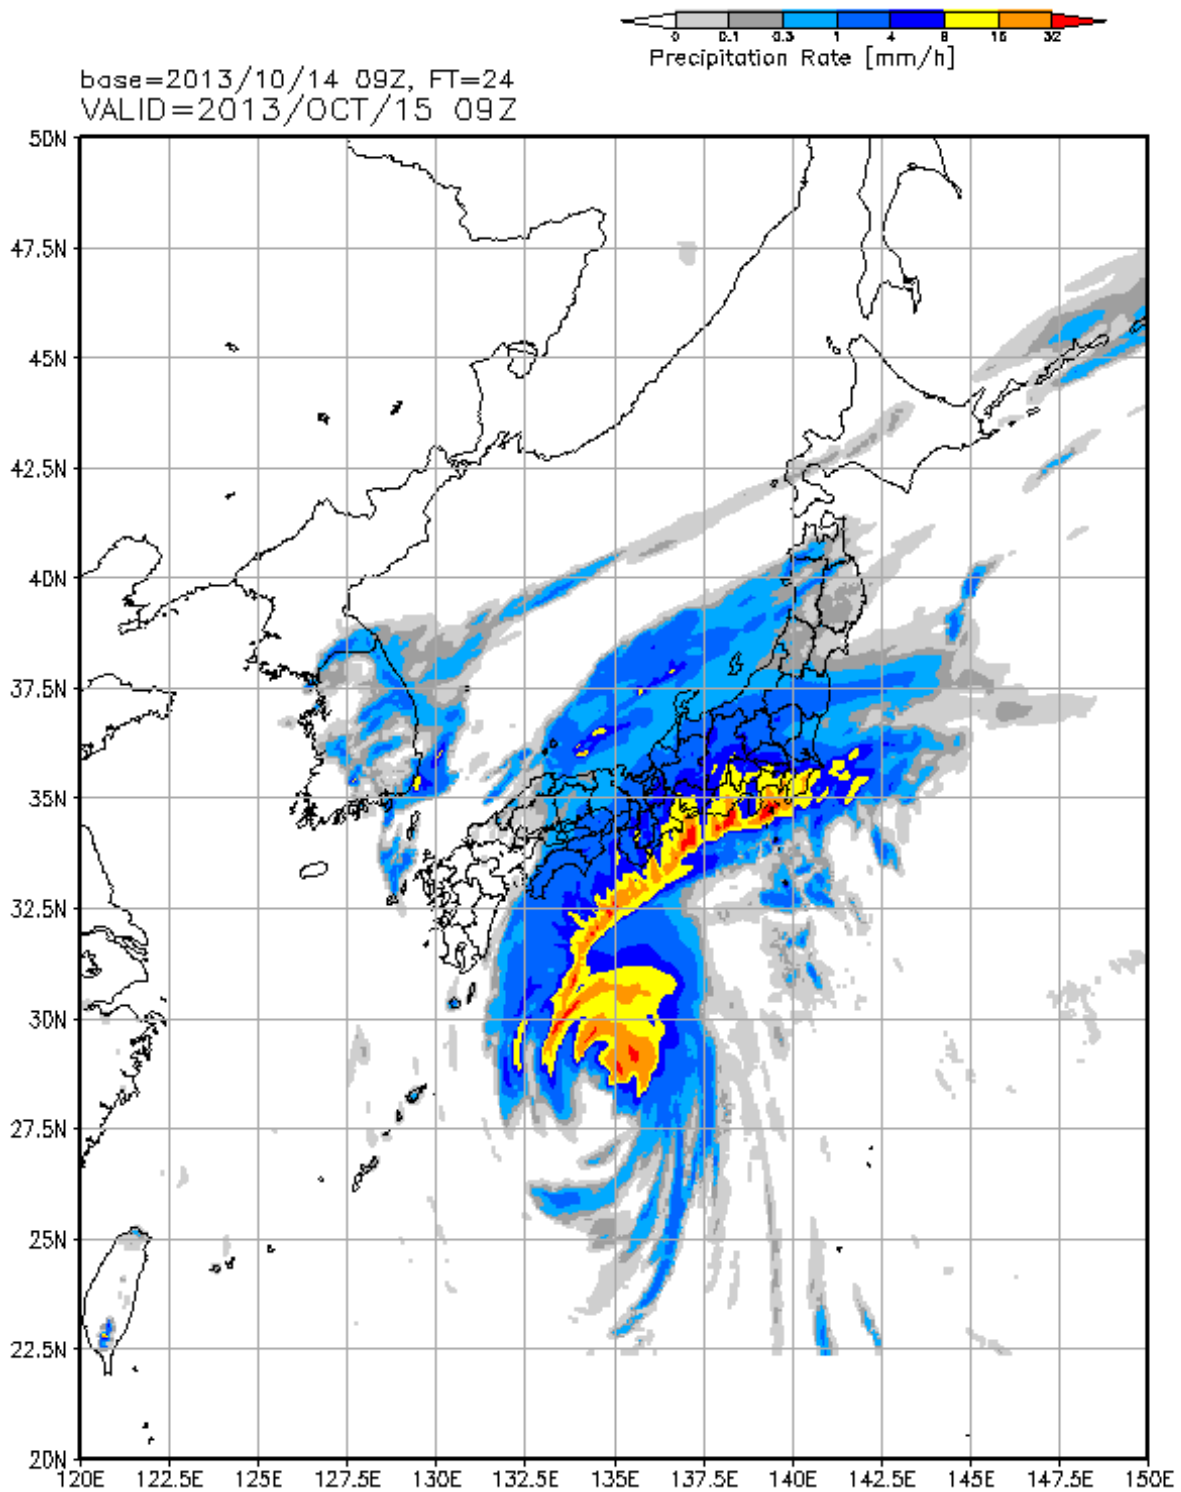 0 0.1 0.3 1 4 8 16 32
Precipitation Rate [mm/h]
base=2013/10/14 09Z, FT=24
VALID=2013/OCT/15 09Z
50N
47.5N
45N
42.5N
40N
37.5N
35N
32.5N
30N
27.5N
25N
22.5N
20N
120E 122.5E 125E 127.5E 130E 132.5E 135E 137.5E 140E 142.5E 145E 147.5E 150E